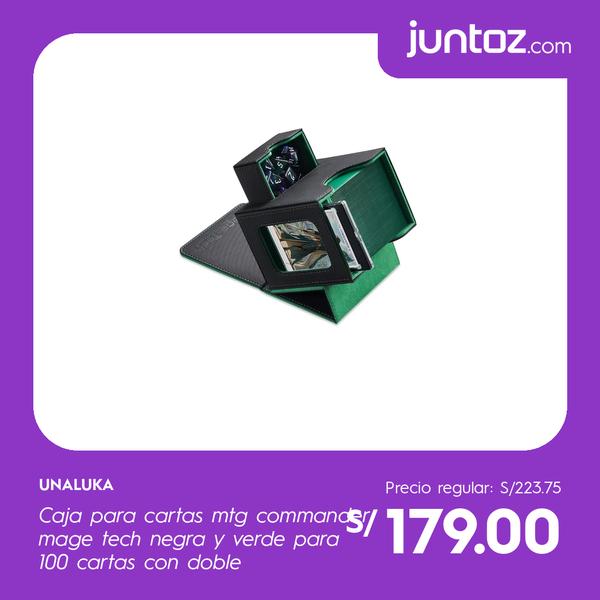 juntoz.com
UNALUKA
Caja para cartas mtg commander
mage tech negra y verde para
100 cartas con doble
Precio regular: S/223.75
S/ 179.00